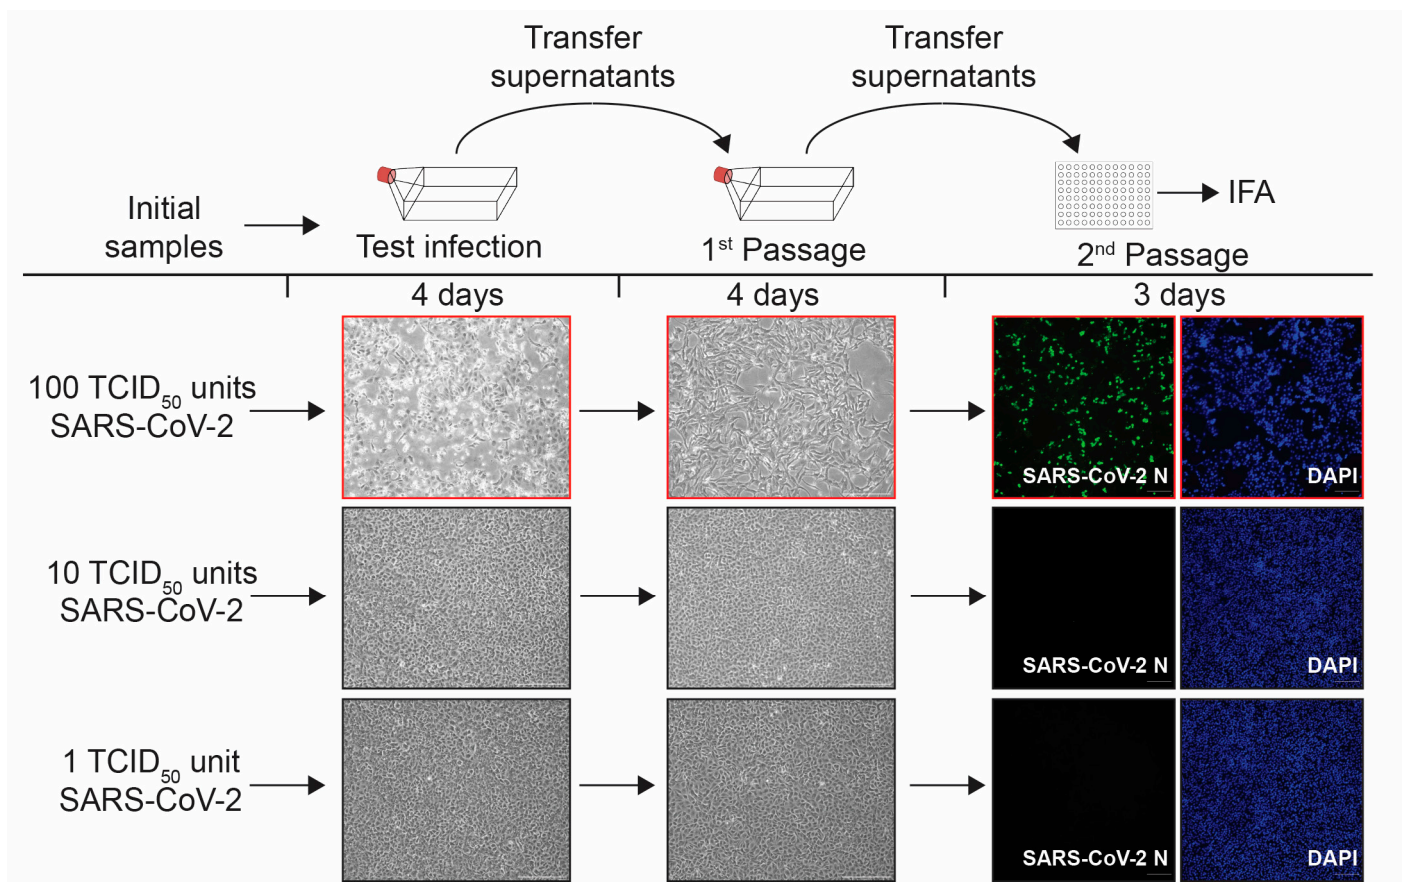 Transfer
supernatants
Transfer
supernatants
Initial
samples
Test infection
1st Passage
2nd Passage
IFA
4 days
4 days
3 days
100 TCID50 units
SARS-CoV-2
SARS-CoV-2 N
DAPI
10 TCID50 units
SARS-CoV-2
SARS-CoV-2 N
DAPI
1 TCID50 unit
SARS-CoV-2
SARS-CoV-2 N
DAPI